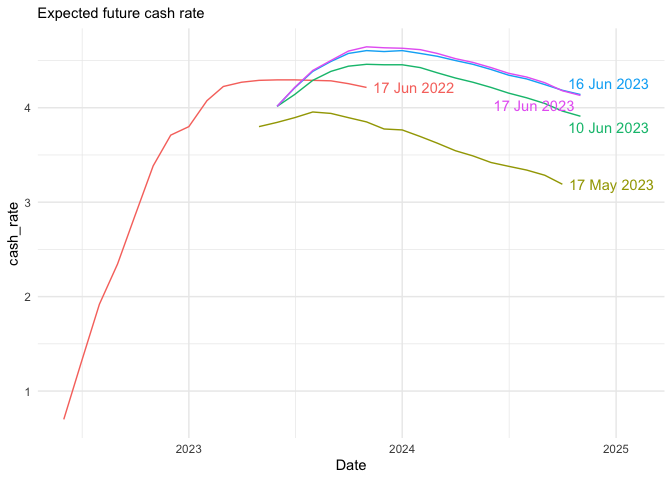 Expected future cash rate
cash_rate
4
3
2
1
17 Jun 2022
16 Jun 2023
17 Jun 2023
10 Jun 2023
17 May 2023
2023
2024
2025
Date